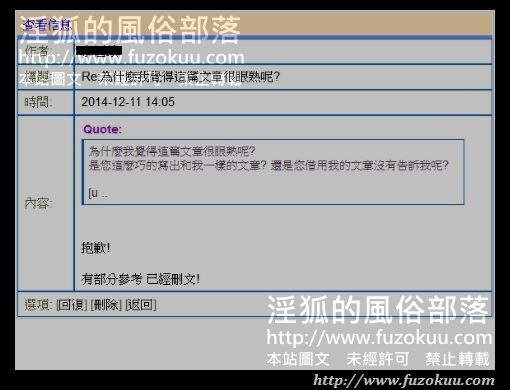 查看信息
淫狐的風俗部落
http://www.fuzokuu.com
本站圖文 未經許可 禁止轉載
作者:
標題: Re:為什麼我覺得這篇文章很眼熟呢?
時間: 2014-12-11 14:05
內容:
Quote:
為什麼我覺得這篇文章很眼熟呢?
是您這麼巧的寫出和我一樣的文章? 還是您借用我的文章沒有告訴我呢?
[u ..
抱歉!
有部分參考 已經刪文!
選項: [回復] [刪除] [返回]
淫狐的風俗部落
http://www.fuzokuu.com
本站圖文 未經許可 禁止轉載
http://www.fuzokuu.com